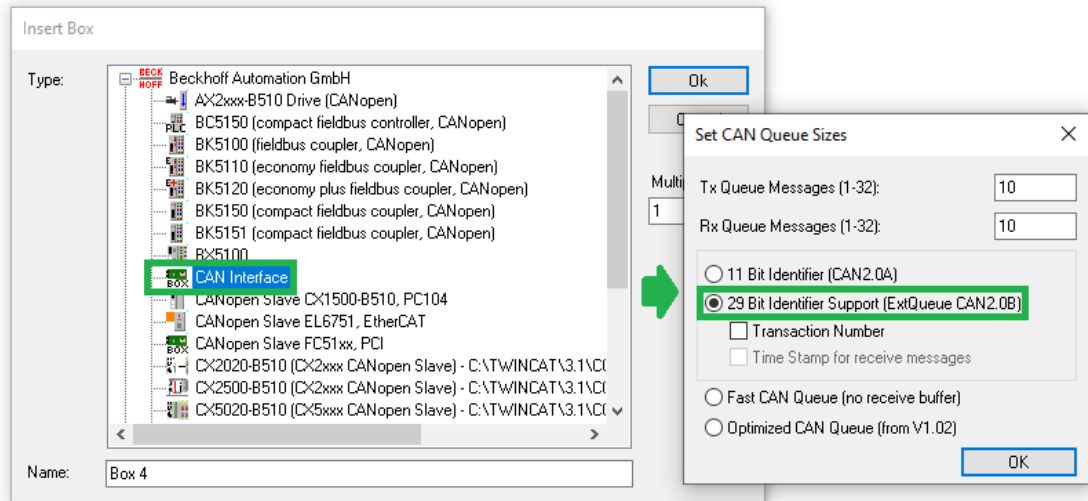 Insert Box
Type:
BECK
HOFF
Beckhoff Automation GmbH
AX2xxx-B510 Drive (CANopen)
PLC
BC5150 (compact fieldbus controller, CANopen)
BK5100 (fieldbus coupler, CANopen)
BK5110 (economy fieldbus coupler, CANopen)
BK5120 (economy plus fieldbus coupler, CANopen)
BK5150 (compact fieldbus coupler, CANopen)
BK5151 (compact fieldbus coupler, CANopen)
BX5100
BOX
CAN Interface
CANopen Slave CX1500-B510, PC104
CANopen Slave EL6751, EtherCAT
BOX
CANopen Slave FC51xx, PCI
CX2020-B510 (CX2xxx CANopen Slave) - C:\TWINCAT\3.1\C
CX2500-B510 (CX2xxx CANopen Slave) - C:\TWINCAT\3.1\C
CX5020-B510 (CX5xxx CANopen Slave) - C:\TWINCAT\3.1\C
Name:
Box 4
Ok
Multi
1
Set CAN Queue Sizes
Tx Queue Messages (1-32):
10
Rx Queue Messages (1-32):
10
11 Bit Identifier (CAN2.0A)
29 Bit Identifier Support (ExtQueue CAN2.0B)
Transaction Number
Time Stamp for receive messages
Fast CAN Queue (no receive buffer)
Optimized CAN Queue (from V1.02)
OK